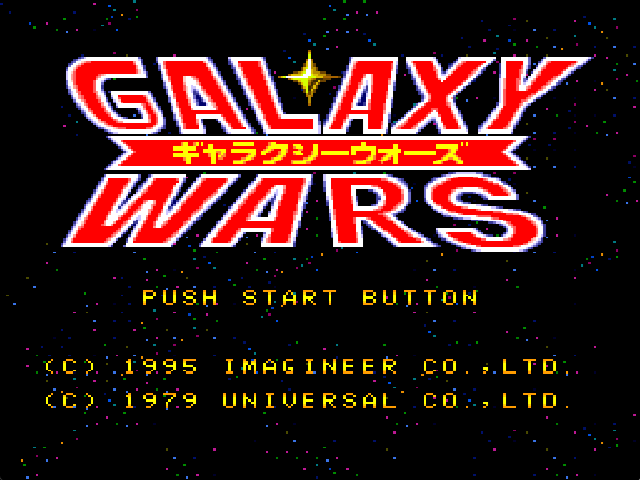 GALAXY
ギャラクシーウォーズ
WARS
PUSH START BUTTON
(C) 1995 IMAGINEER CO.,LTD.
(C) 1979 UNIVERSAL CO.,LTD.